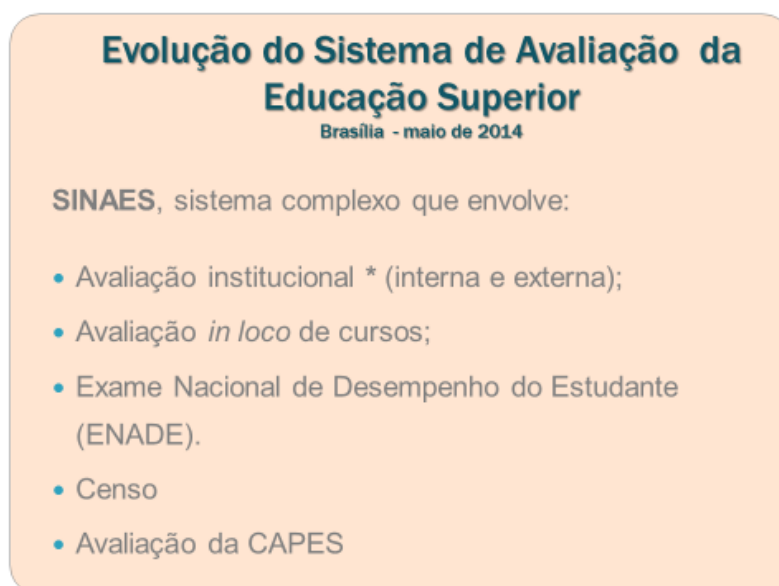 Evolução do Sistema de Avaliação da
Educação Superior
Brasília - maio de 2014
SINAES, sistema complexo que envolve:
• Avaliação institucional * (interna e externa);
• Avaliação in loco de cursos;
• Exame Nacional de Desempenho do Estudante
(ENADE).
• Censo
• Avaliação da CAPES